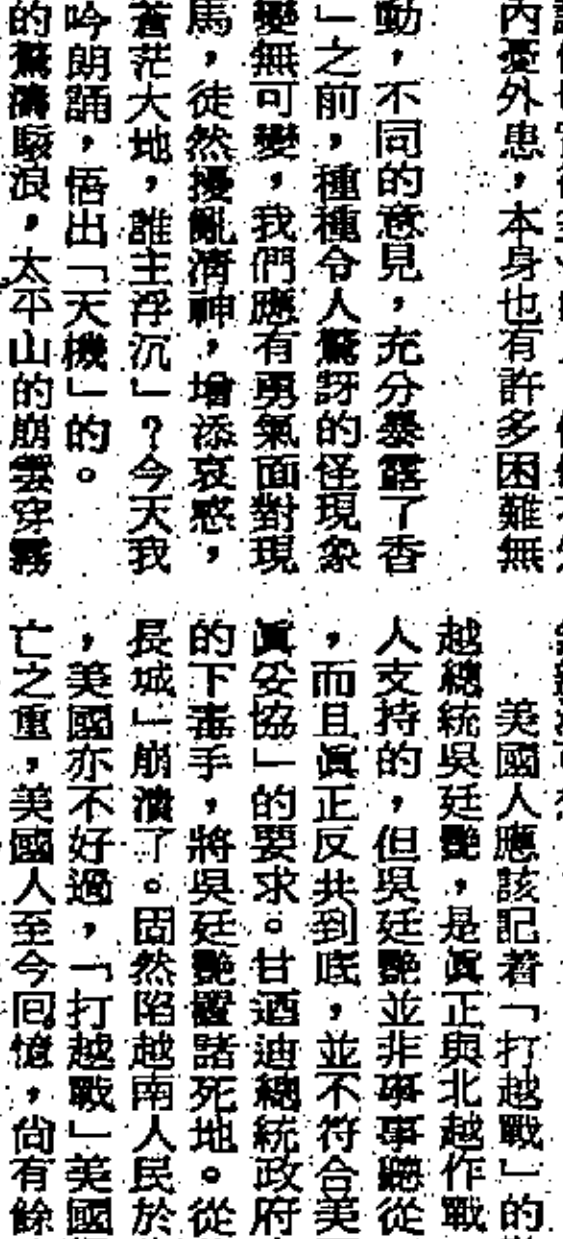 內憂外患,本身也有許多困難無
動,不同的意見,充分暴露了香
」之前,種種令人驚訝的怪現象
變無可變,我們應有勇氣面對現
馬,徒然擾亂清神,增添哀愁,
蒼茫大地,誰主浮沉」?今天我
吟朗誦,悟出「天機」的。
的驚濤駭浪,太平山的崩雲穿霧
美國人應該記着「打越戰」的
越總統吳廷艷,是眞正與北越作戰
人支持的,但吳廷艷並非事事聽從
,而且眞正反共到底,並不符合美
眞妥協」的要求。甘迺迪總統政府
的下毒手,將吳廷艷置諸死地。從
長城」崩潰了。固然陷越南人民於
,美國亦不好過,「打越戰」美國
亡之重,美國人至今回憶,尙有餘